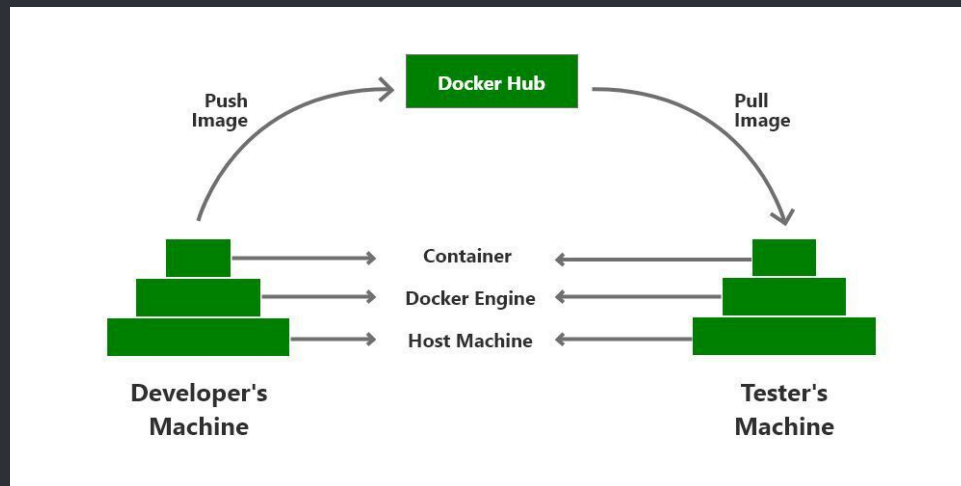 Docker Hub
Push
Image
Pull
Image
Container
Docker Engine
Host Machine
Developer's
Machine
Tester's
Machine